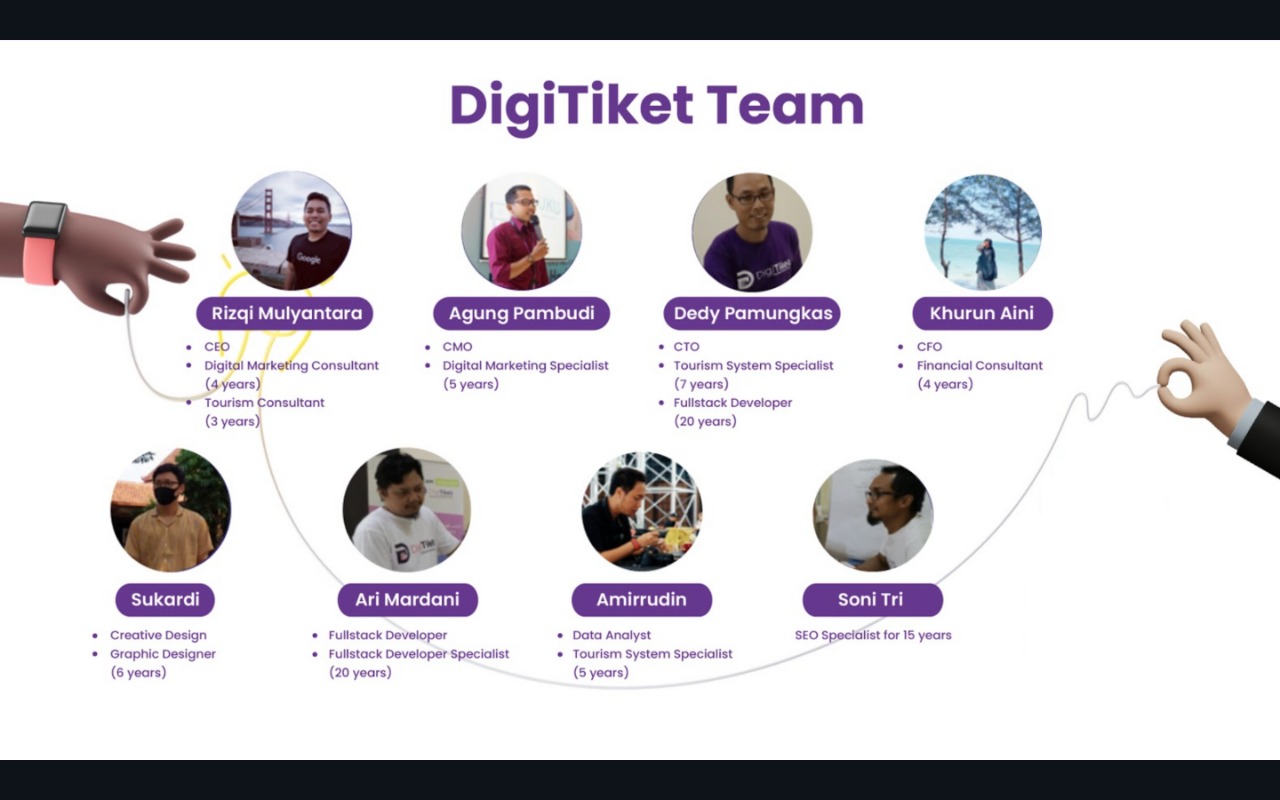 DigiTiket Team
Google
DigiTiket
Rizqi Mulyantara
Agung Pambudi
Dedy Pamungkas
Khurun Aini
• CEO
• Digital Marketing Consultant
(4 years)
• Tourism Consultant
(3 years)
• CMO
• Digital Marketing Specialist
(5 years)
• CTO
• Tourism System Specialist
(7 years)
• Fullstack Developer
(20 years)
• CFO
• Financial Consultant
(4 years)
Sukardi
Ari Mardani
Amirrudin
Soni Tri
• Creative Design
• Graphic Designer
(6 years)
• Fullstack Developer
• Fullstack Developer Specialist
(20 years)
• Data Analyst
• Tourism System Specialist
(5 years)
SEO Specialist for 15 years